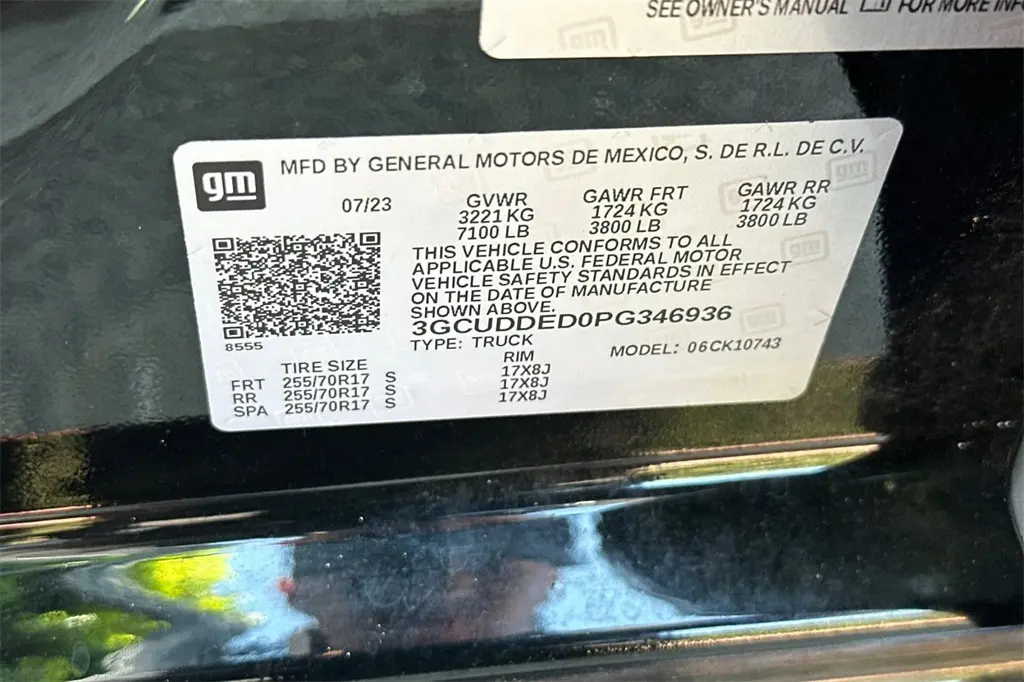 SEE OWNER'S MANUAL FOR MORE
gm
MFD BY GENERAL MOTORS DE MEXICO, S. DE R.L. DE C.V.
07/23 GVWR GAWR FRT GAWR RR
3221 KG 1724 KG 1724 KG
7100 LB 3800 LB 3800 LB
THIS VEHICLE CONFORMS TO ALL
APPLICABLE U.S. FEDERAL MOTOR
VEHICLE SAFETY STANDARDS IN EFFECT
ON THE DATE OF MANUFACTURE
SHOWN ABOVE.
3GCUDDED0PG346936
8555
TYPE: TRUCK MODEL: 06CK10743
TIRE SIZE RIM
FRT 255/70R17 S 17X8J
RR 255/70R17 S 17X8J
SPA 255/70R17 S 17X8J